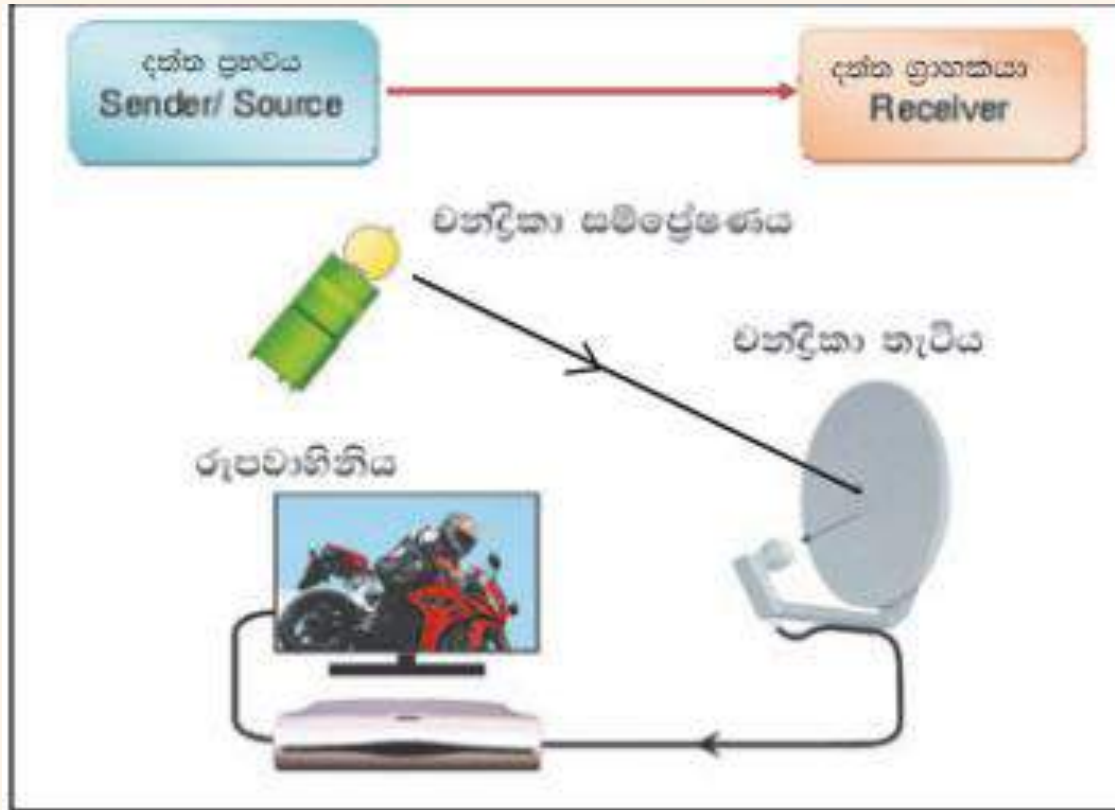 දත්ත ප්‍රභවය
Sender/ Source
දත්ත ග්‍රාහකයා
Receiver
චන්ද්‍රිකා සම්ප්‍රේෂණය
චන්ද්‍රිකා තැටිය
රූපවාහිනිය